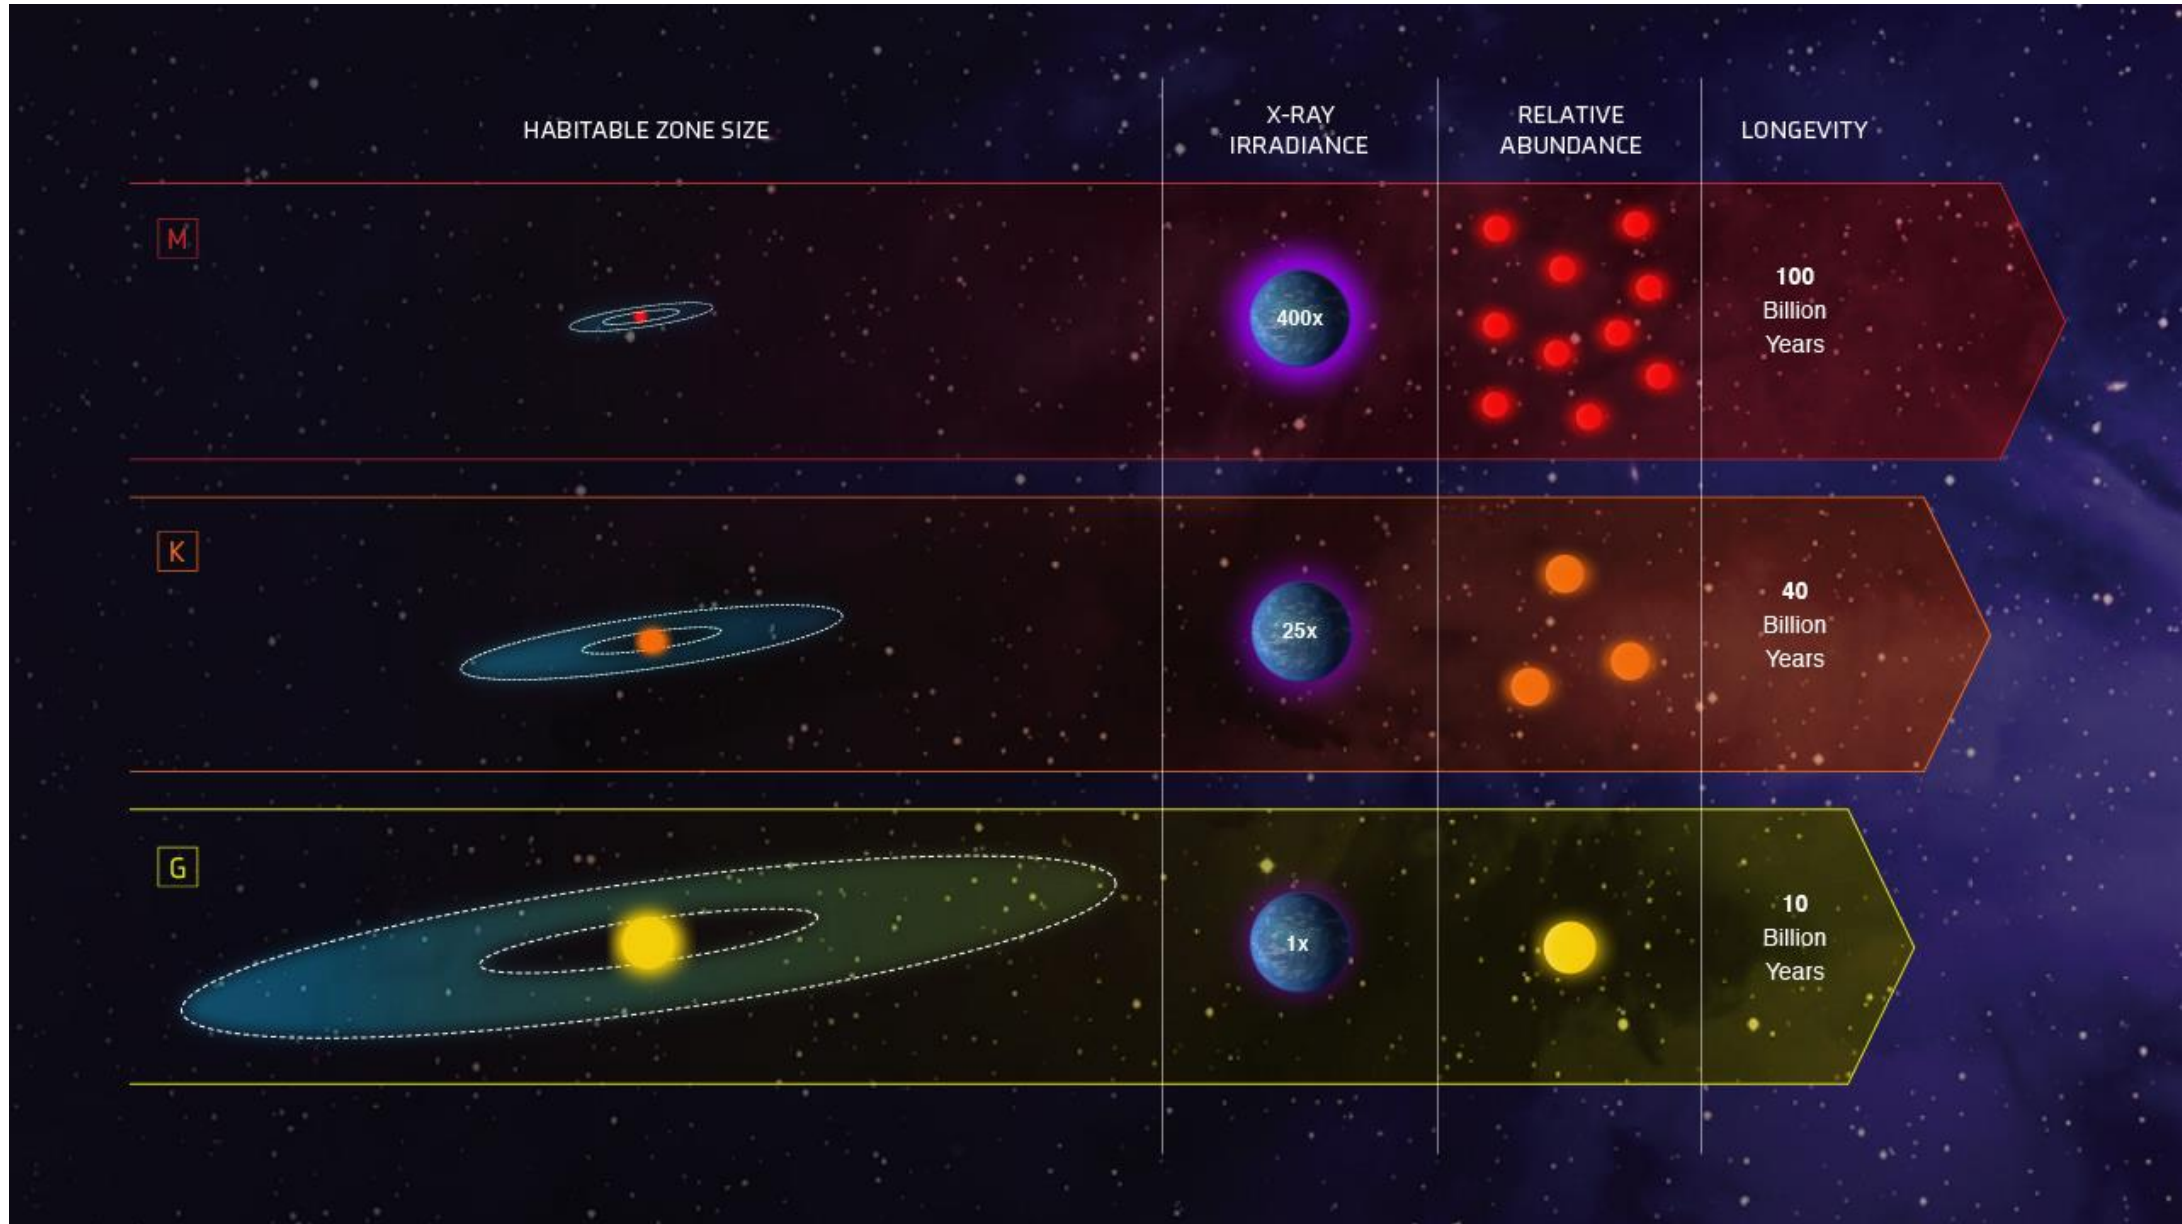 HABITABLE ZONE SIZE
X-RAY
IRRADIANCE
RELATIVE
ABUNDANCE
LONGEVITY
M
400x
100
Billion
Years
K
25x
40
Billion
Years
G
1x
10
Billion
Years